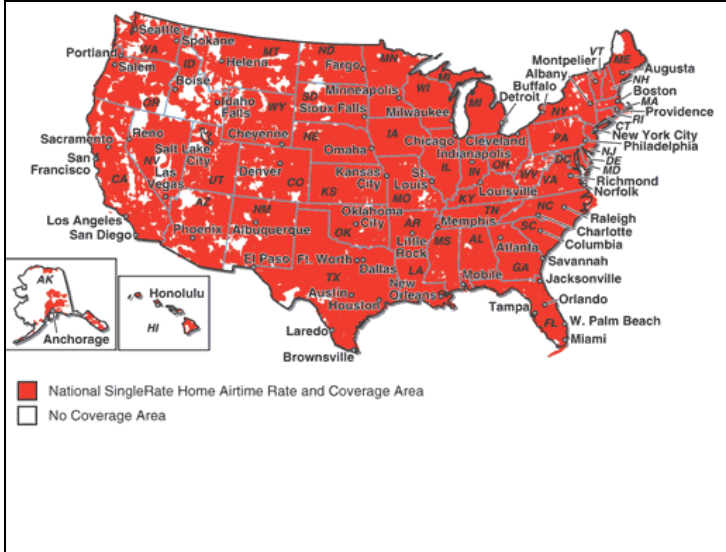 Seattle
Spokane
Portland
WA
Salem
ID
MT
Helena
ND
Fargo
MN
VT
Montpelier
ME
Augusta
Albany
NH
Buffalo
Boston
Detroit
MA
Boise
OR
Idaho
Falls
WY
SD
Minneapolis
Sioux Falls
WI
MI
MI
Milwaukee
NY
Providence
RI
CT
New York City
Philadelphia
Sacramento
Reno
Salt Lake
City
Cheyenne
NE
IA
Omaha
Chicago
Cleveland
Indianapolis
PA
OH
NJ
DE
MD
DC
San
Francisco
NV
Las
Vegas
UT
Denver
CO
KS
Kansas
City
St.
Louis
MO
IL
IN
Louisville
KY
WV
VA
Richmond
Norfolk
CA
AZ
NM
Oklahoma
City
OK
AR
Little
Rock
Memphis
TN
NC
Raleigh
Charlotte
SC
Columbia
Los Angeles
San Diego
Phoenix
Albuquerque
El Paso
Ft. Worth
Dallas
TX
LA
MS
AL
Atlanta
GA
Savannah
Jacksonville
Austin
Houston
New
Orleans
Mobile
Orlando
Tampa
FL
W. Palm Beach
Miami
Laredo
Brownsville
AK
Anchorage
Honolulu
HI
National SingleRate Home Airtime Rate and Coverage Area
No Coverage Area